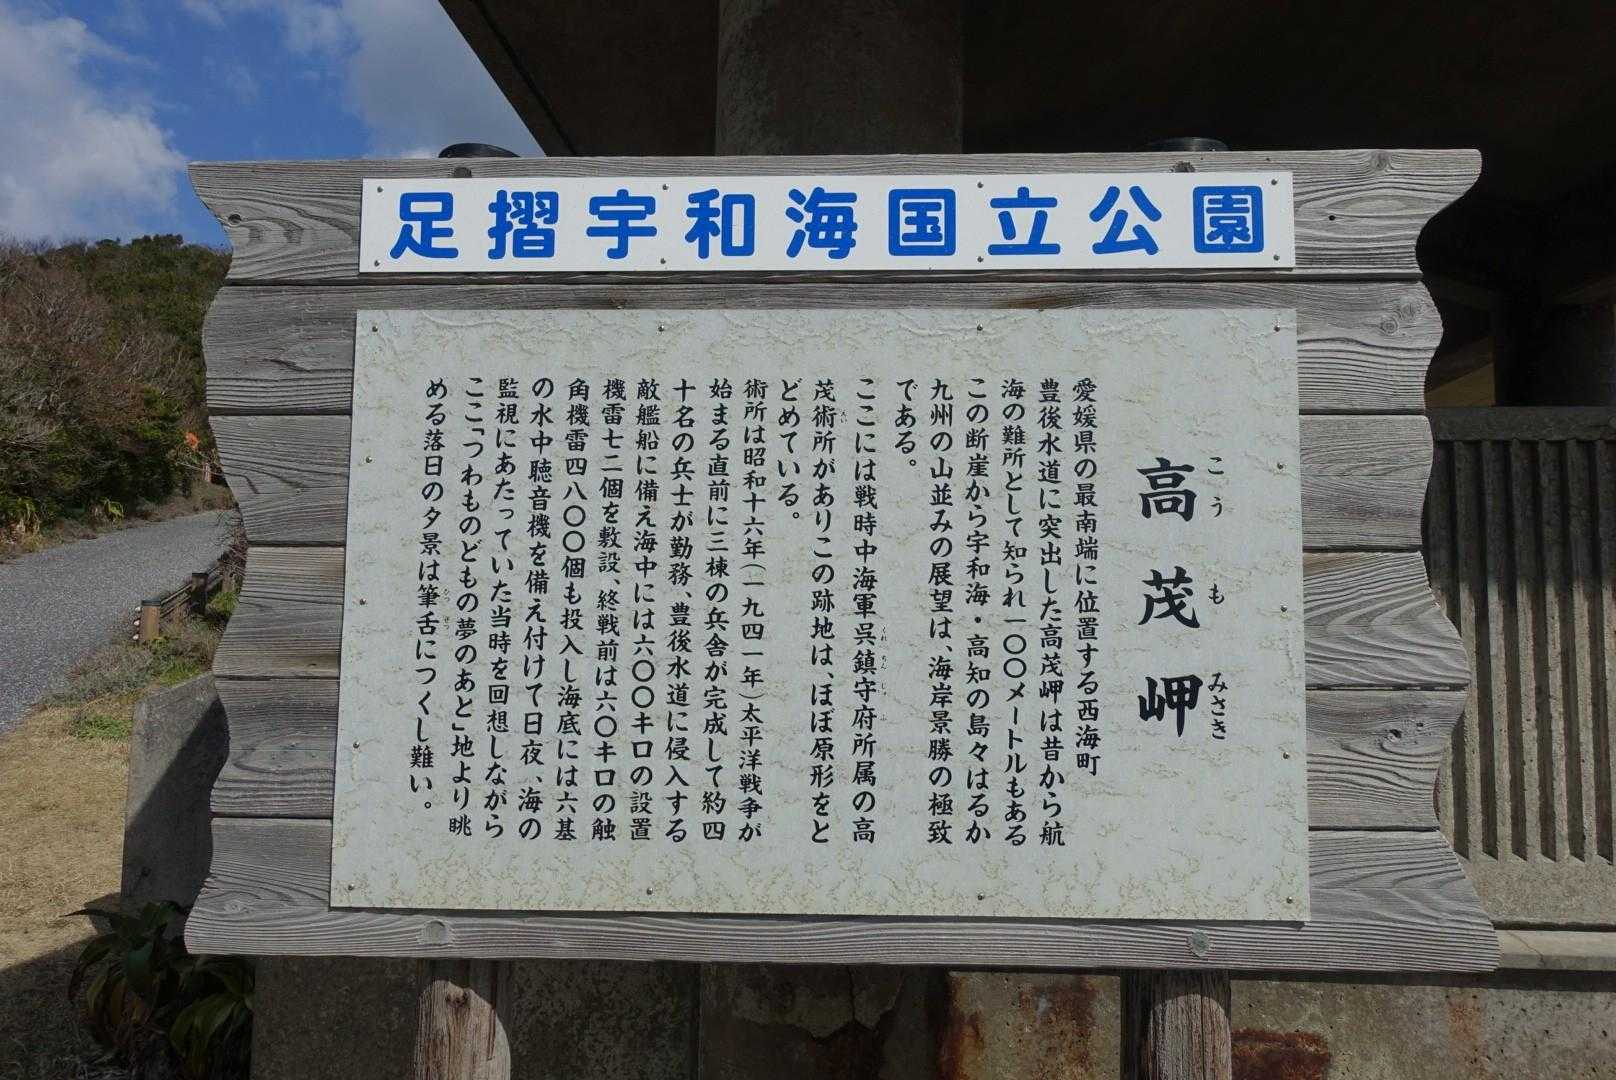 足摺宇和海国立公園
高茂岬
こうもみさき
愛媛県の最南端に位置する西海町
豊後水道に突出した高茂岬は昔から航
海の難所として知られ一〇〇メートルもある
この断崖から宇和海・高知の島々はるか
九州の山並みの展望は、海岸景勝の極致
である。
ここには戦時中海軍呉鎮守府所属の高
くれちんじゅふ
茂衛所がありこの跡地は、ほぼ原形をと
えい
どめている。
衛所は昭和十六年(一九四一年)太平洋戦争が
始まる直前に三棟の兵舎が完成して約四
十名の兵士が勤務、豊後水道に侵入する
敵艦船に備え海中には六〇〇キロの設置
機雷七二個を敷設、終戦前は六〇キロの触
角機雷四八〇〇個も投入し海底には六基
の水中聴音機を備え付けて日夜、海の
監視にあたっていた当時を回想しながら
ここ「つわものどもの夢のあと」地より眺
める落日の夕景は筆舌につくし難い。
ひつぜつ